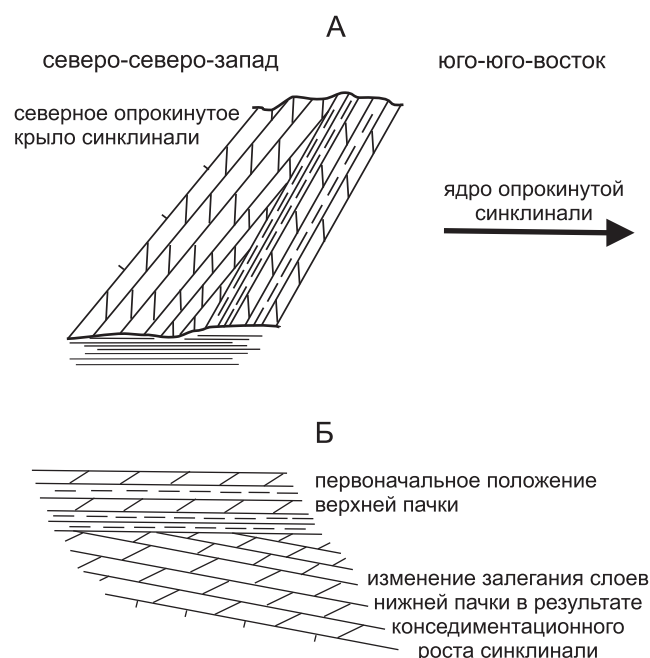 А
северо-северо-запад
юго-юго-восток
северное опрокинутое
крыло синклинали
ядро опрокинутой
синклинали
Б
первоначальное положение
верхней пачки
изменение залегания слоев
нижней пачки в результате
конседиментационного
роста синклинали